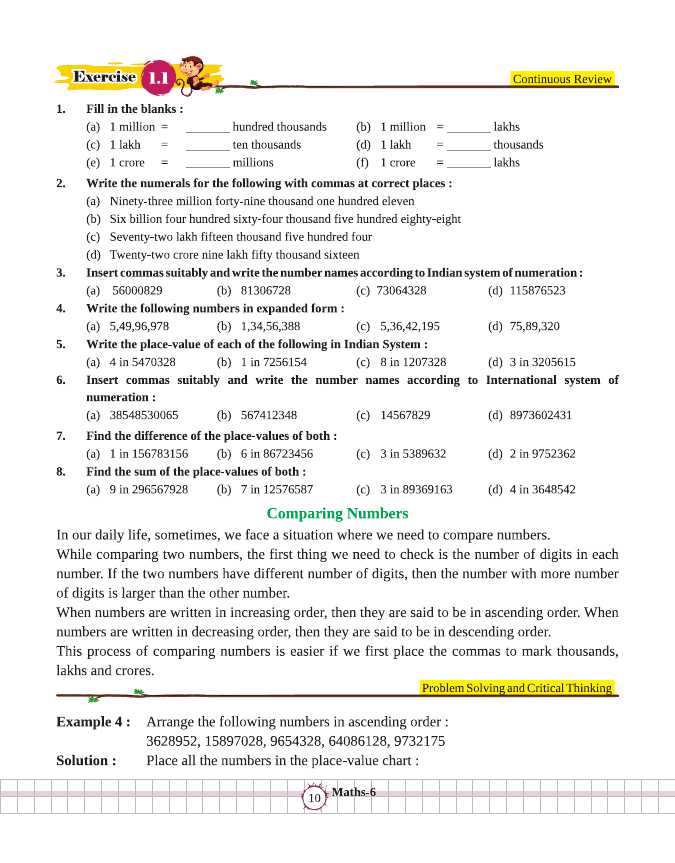 Exercise 1.1
Continuous Review
1. Fill in the blanks :
(a) 1 million = _______ hundred thousands (b) 1 million = _______ lakhs
(c) 1 lakh = _______ ten thousands (d) 1 lakh = _______ thousands
(e) 1 crore = _______ millions (f) 1 crore = _______ lakhs
2. Write the numerals for the following with commas at correct places :
(a) Ninety-three million forty-nine thousand one hundred eleven
(b) Six billion four hundred sixty-four thousand five hundred eighty-eight
(c) Seventy-two lakh fifteen thousand five hundred four
(d) Twenty-two crore nine lakh fifty thousand sixteen
3. Insert commas suitably and write the number names according to Indian system of numeration :
(a) 56000829 (b) 81306728 (c) 73064328 (d) 115876523
4. Write the following numbers in expanded form :
(a) 5,49,96,978 (b) 1,34,56,388 (c) 5,36,42,195 (d) 75,89,320
5. Write the place-value of each of the following in Indian System :
(a) 4 in 5470328 (b) 1 in 7256154 (c) 8 in 1207328 (d) 3 in 3205615
6. Insert commas suitably and write the number names according to International system of
numeration :
(a) 38548530065 (b) 567412348 (c) 14567829 (d) 8973602431
7. Find the difference of the place-values of both :
(a) 1 in 156783156 (b) 6 in 86723456 (c) 3 in 5389632 (d) 2 in 9752362
8. Find the sum of the place-values of both :
(a) 9 in 296567928 (b) 7 in 12576587 (c) 3 in 89369163 (d) 4 in 3648542
Comparing Numbers
In our daily life, sometimes, we face a situation where we need to compare numbers.
While comparing two numbers, the first thing we need to check is the number of digits in each
number. If the two numbers have different number of digits, then the number with more number
of digits is larger than the other number.
When numbers are written in increasing order, then they are said to be in ascending order. When
numbers are written in decreasing order, then they are said to be in descending order.
This process of comparing numbers is easier if we first place the commas to mark thousands,
lakhs and crores.
Problem Solving and Critical Thinking
Example 4 : Arrange the following numbers in ascending order :
3628952, 15897028, 9654328, 64086128, 9732175
Solution : Place all the numbers in the place-value chart :
10 Maths-6